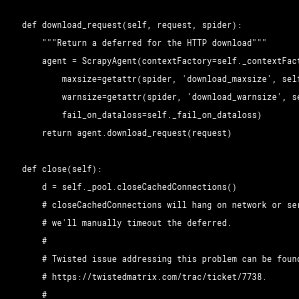 def download_request(self, request, spider):
"""Return a deferred for the HTTP download"""
agent = ScrapyAgent(contextFactory=self._contextFact
maxsize=getattr(spider, 'download_maxsize', self
warnsize=getattr(spider, 'download_warnsize', se
fail_on_dataloss=self._fail_on_dataloss)
return agent.download_request(request)
def close(self):
d = self._pool.closeCachedConnections()
# closeCachedConnections will hang on network or ser
# we'll manually timeout the deferred.
#
# Twisted issue addressing this problem can be found
# https://twistedmatrix.com/trac/ticket/7738.
#